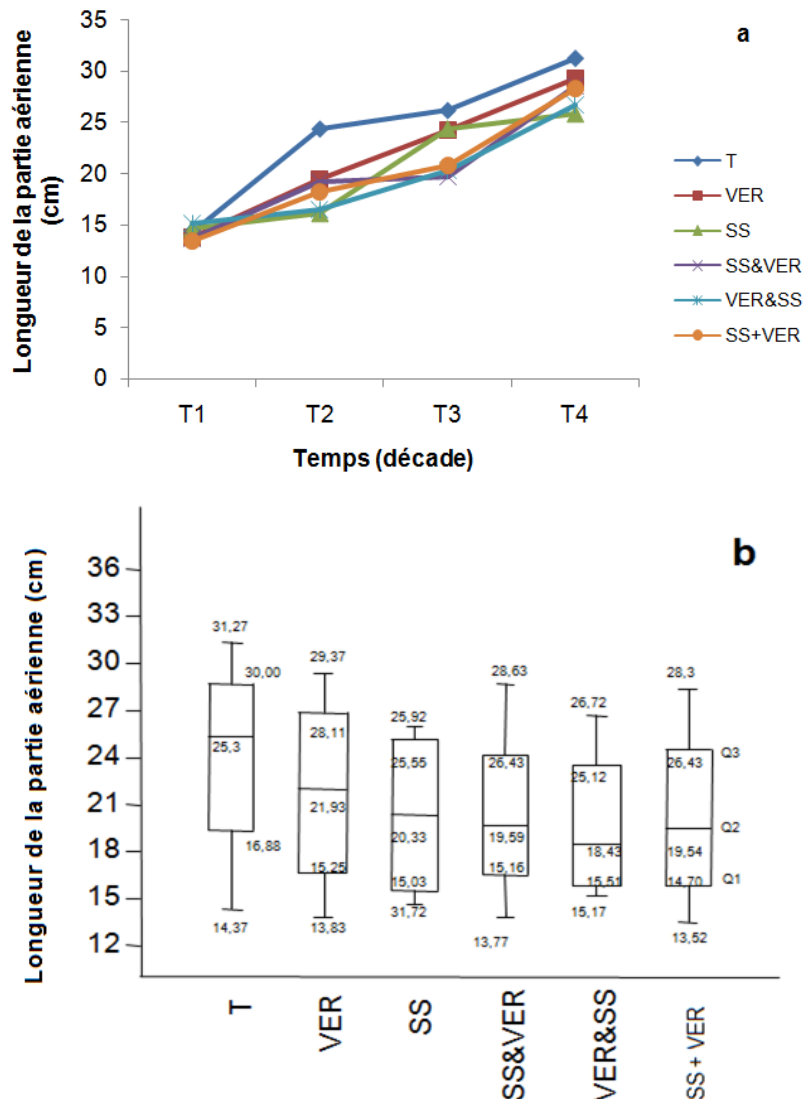 35
30
25
20
15
10
5
0
Longueur de la partie aérienne
(cm)
a
T
VER
SS
SS&VER
VER&SS
SS+VER
T1 T2 T3 T4
Temps (décade)
b
Longueur de la partie aérienne (cm)
36
33
30
27
24
21
18
15
12
31,27
30,00
25,3
16,88
14,37
29,37
28,11
21,93
15,25
13,83
25,92
25,55
20,33
15,03
31,72
28,63
26,43
19,59
15,16
13,77
26,72
25,12
18,43
15,51
15,17
28,3
26,43
19,54
14,70
13,52
Q3
Q2
Q1
T
VER
SS
SS&VER
VER&SS
SS + VER